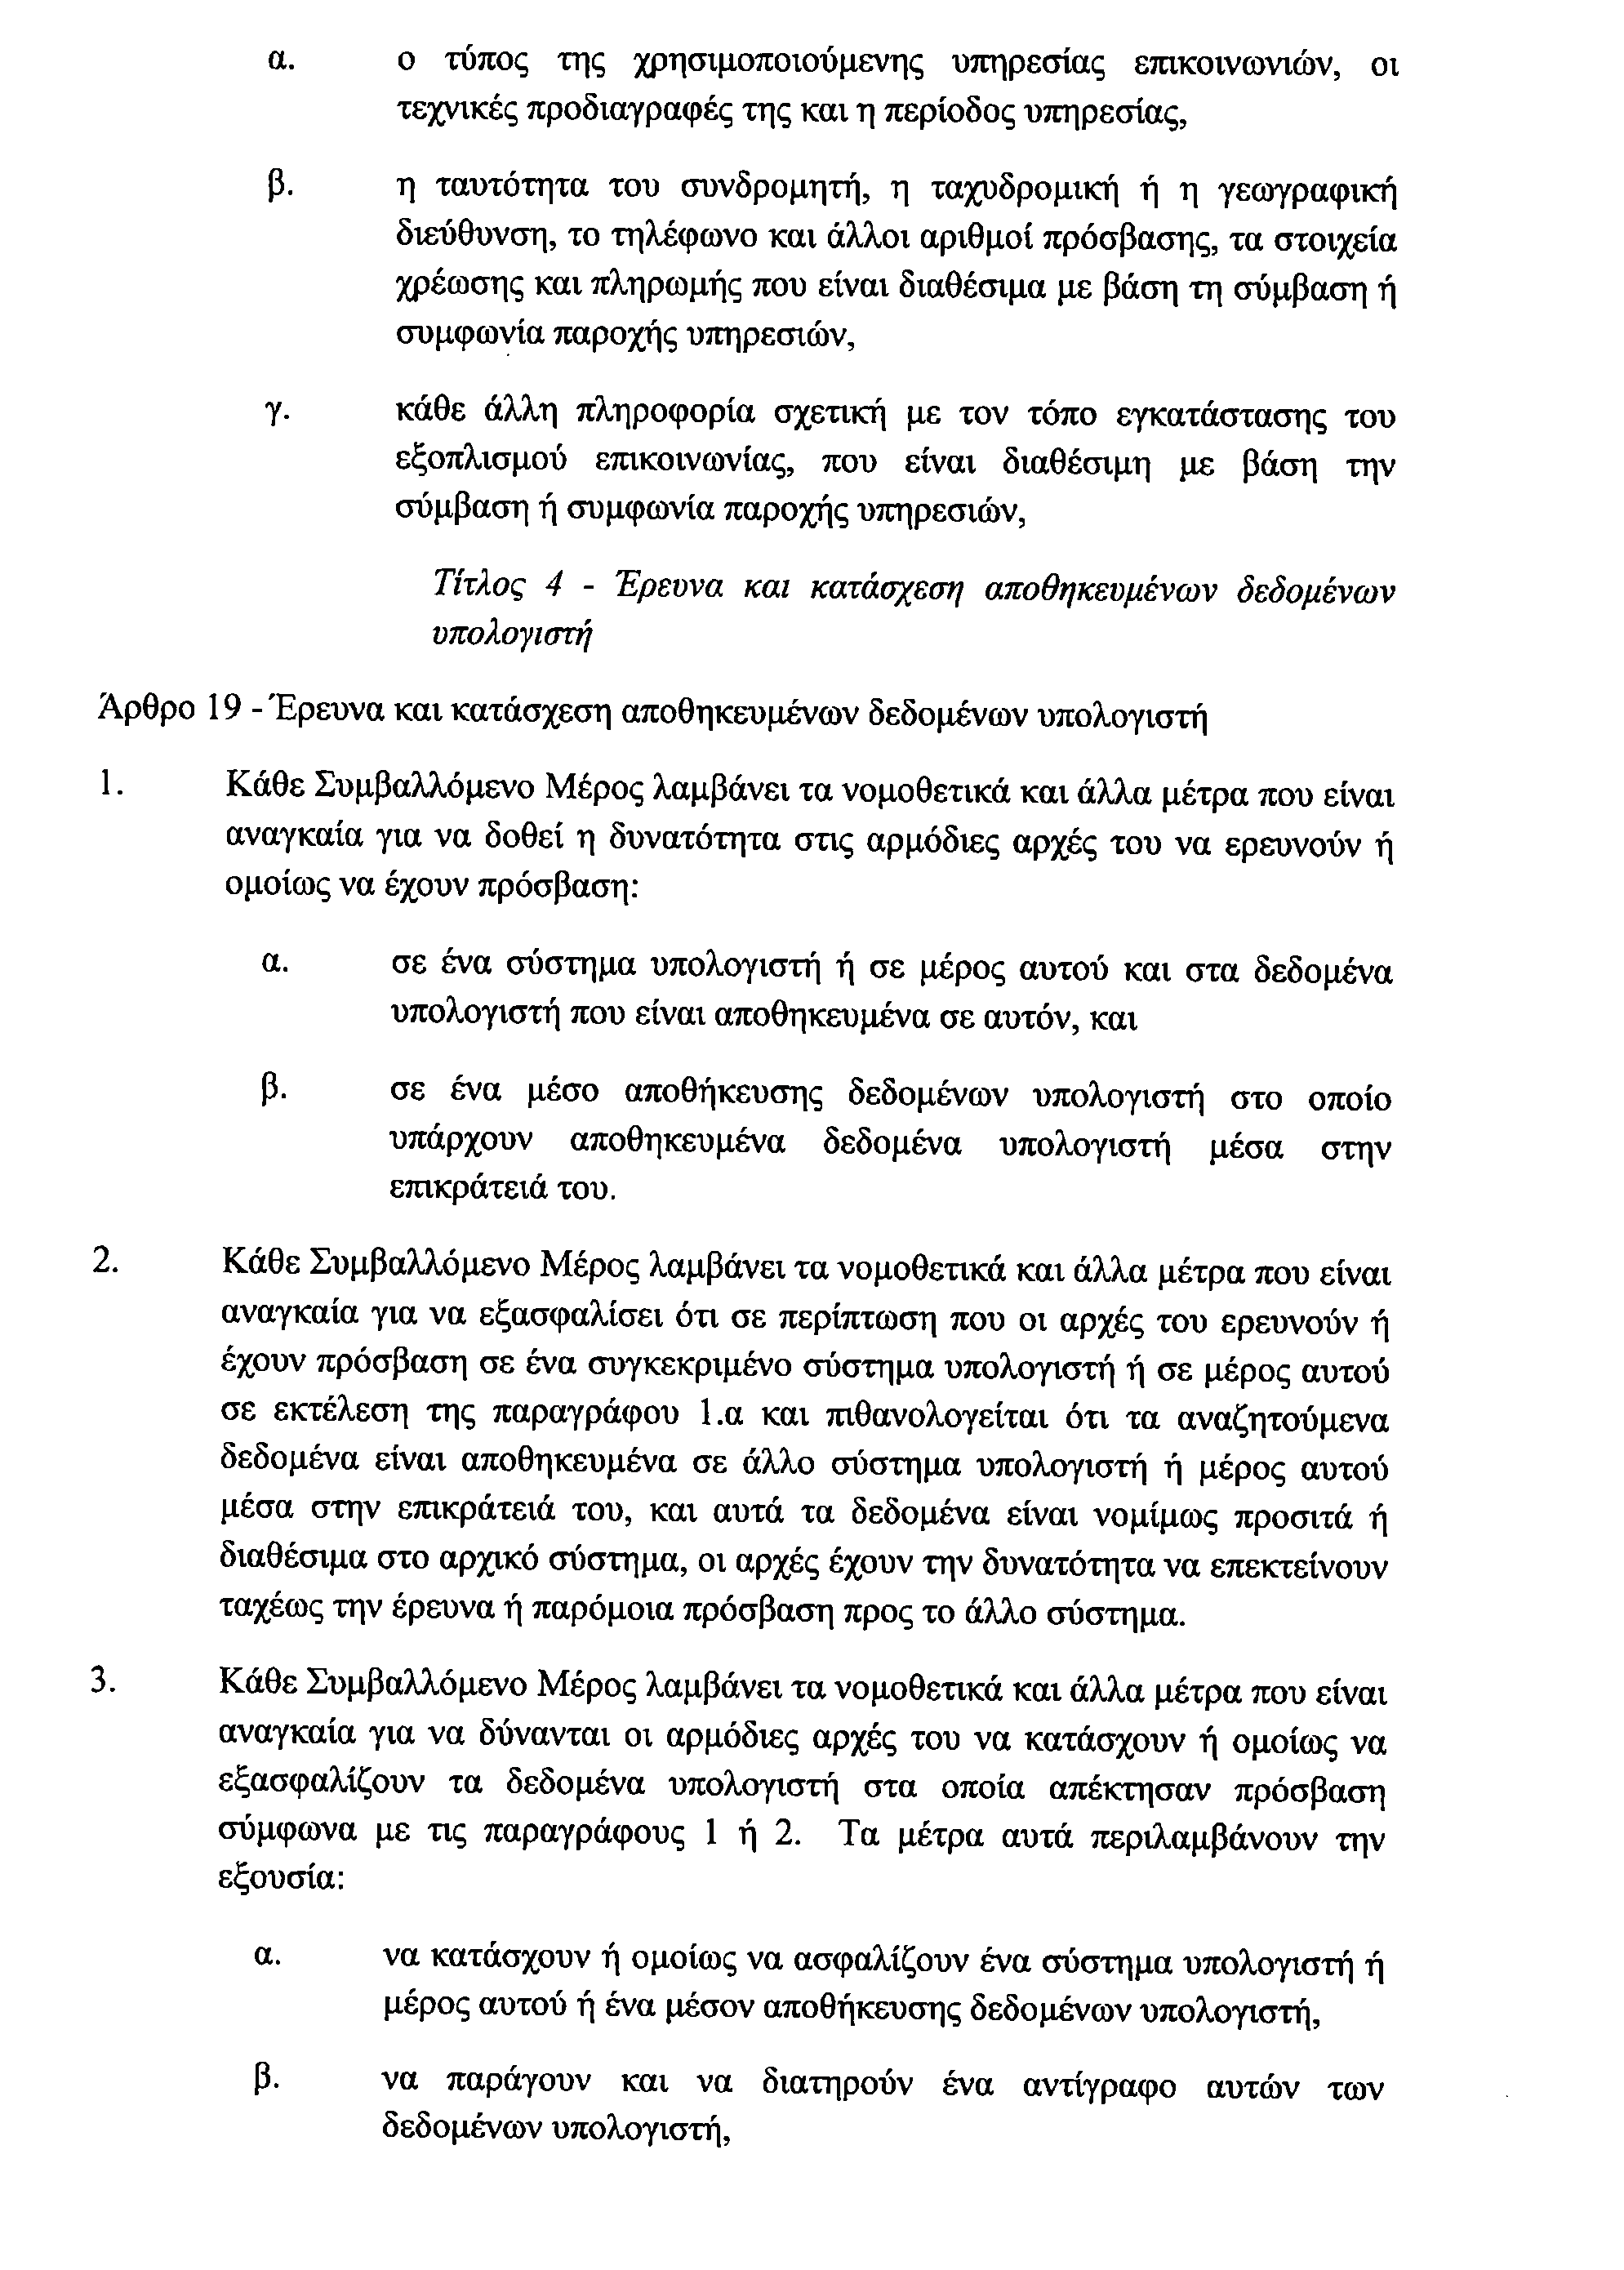 α. ο τύπος της χρησιμοποιούμενης υπηρεσίας επικοινωνιών, οι
τεχνικές προδιαγραφές της και η περίοδος υπηρεσίας,
β. η ταυτότητα του συνδρομητή, η ταχυδρομική ή η γεωγραφική
διεύθυνση, το τηλέφωνο και άλλοι αριθμοί πρόσβασης, τα στοιχεία
χρέωσης και πληρωμής που είναι διαθέσιμα με βάση τη σύμβαση ή
συμφωνία παροχής υπηρεσιών,
γ. κάθε άλλη πληροφορία σχετική με τον τόπο εγκατάστασης του
εξοπλισμού επικοινωνίας, που είναι διαθέσιμη με βάση την
σύμβαση ή συμφωνία παροχής υπηρεσιών,
Τίτλος 4 - Έρευνα και κατάσχεση αποθηκευμένων δεδομένων
υπολογιστή
Άρθρο 19 - Έρευνα και κατάσχεση αποθηκευμένων δεδομένων υπολογιστή
1. Κάθε Συμβαλλόμενο Μέρος λαμβάνει τα νομοθετικά και άλλα μέτρα που είναι
αναγκαία για να δοθεί η δυνατότητα στις αρμόδιες αρχές του να ερευνούν ή
ομοίως να έχουν πρόσβαση:
α. σε ένα σύστημα υπολογιστή ή σε μέρος αυτού και στα δεδομένα
υπολογιστή που είναι αποθηκευμένα σε αυτόν, και
β. σε ένα μέσο αποθήκευσης δεδομένων υπολογιστή στο οποίο
υπάρχουν αποθηκευμένα δεδομένα υπολογιστή μέσα στην
επικράτειά του.
2. Κάθε Συμβαλλόμενο Μέρος λαμβάνει τα νομοθετικά και άλλα μέτρα που είναι
αναγκαία για να εξασφαλίσει ότι σε περίπτωση που οι αρχές του ερευνούν ή
έχουν πρόσβαση σε ένα συγκεκριμένο σύστημα υπολογιστή ή σε μέρος αυτού
σε εκτέλεση της παραγράφου 1.α και πιθανολογείται ότι τα αναζητούμενα
δεδομένα είναι αποθηκευμένα σε άλλο σύστημα υπολογιστή ή μέρος αυτού
μέσα στην επικράτειά του, και αυτά τα δεδομένα είναι νομίμως προσιτά ή
διαθέσιμα στο αρχικό σύστημα, οι αρχές έχουν την δυνατότητα να επεκτείνουν
ταχέως την έρευνα ή παρόμοια πρόσβαση προς το άλλο σύστημα.
3. Κάθε Συμβαλλόμενο Μέρος λαμβάνει τα νομοθετικά και άλλα μέτρα που είναι
αναγκαία για να δύνανται οι αρμόδιες αρχές του να κατάσχουν ή ομοίως να
εξασφαλίζουν τα δεδομένα υπολογιστή στα οποία απέκτησαν πρόσβαση
σύμφωνα με τις παραγράφους 1 ή 2. Τα μέτρα αυτά περιλαμβάνουν την
εξουσία:
α. να κατάσχουν ή ομοίως να ασφαλίζουν ένα σύστημα υπολογιστή ή
μέρος αυτού ή ένα μέσον αποθήκευσης δεδομένων υπολογιστή,
β. να παράγουν και να διατηρούν ένα αντίγραφο αυτών των
δεδομένων υπολογιστή,